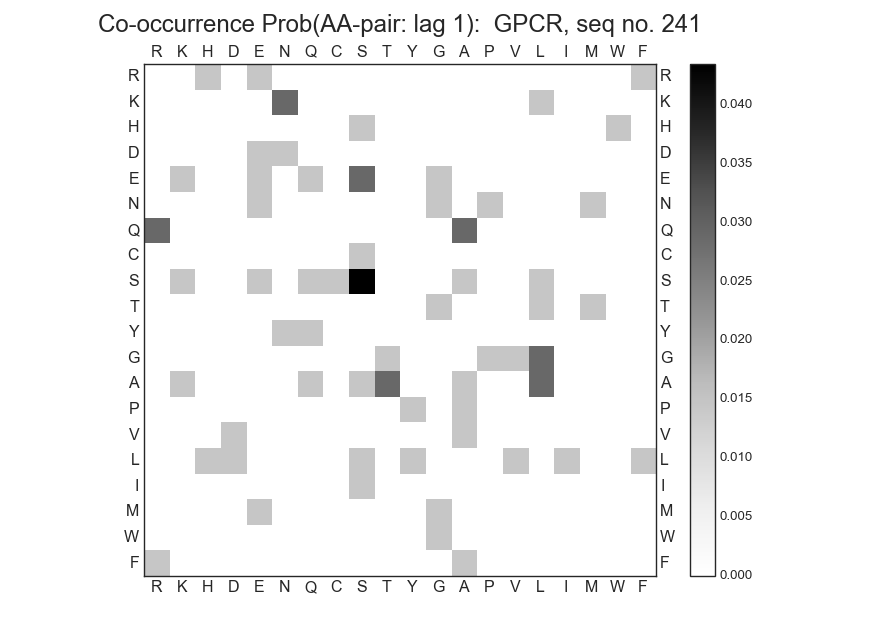 Co-occurrence Prob(AA-pair: lag 1):  GPCR, seq no. 241
R K H D E N Q C S T Y G A P V L I M W F
R R
K K
0.040
H H
D D
0.035
E E
N N
0.030
Q Q
C C
0.025
S S
T T
0.020
Y Y
G G
A A
0.015
P P
V V
0.010
L L
I I
0.005
M M
W W
F F
0.000
R K H D E N Q C S T Y G A P V L I M W F